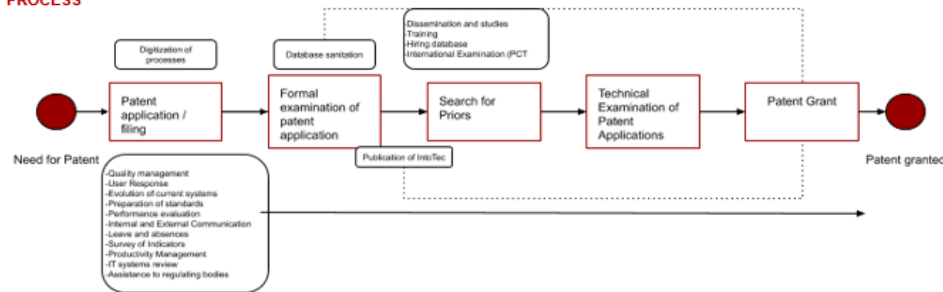 PROCESS
-Dissemination and studies
-Training
-Hiring database
-International Examination (PCT
Digitization of
processes
Database sanitation
Patent
application /
filing
Formal
examination of
patent
application
Search for
Priors
Technical
Examination of
Patent
Applications
Patent Grant
Need for Patent
Publication of IntoTec
Patent granted
-Quality management
-User Response
-Evolution of current systems
-Preparation of standards
-Performance evaluation
-Internal and External Communication
-Leave and absences
-Survey of Indicators
-Productivity Management
-IT systems review
-Assistance to regulating bodies